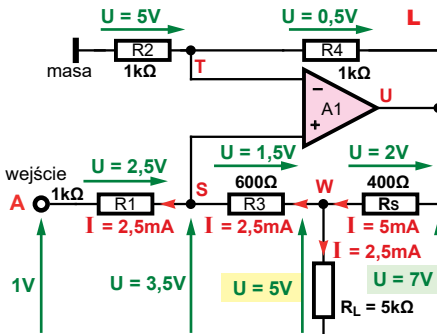 U = 5V U = 0,5V L
R2 R4
masa 1kΩ T 1kΩ
− A1 U
+
U = 2,5V U = 1,5V U = 2V
wejście
1kΩ S 600Ω W 400Ω
A R1 R3 RS
I = 2,5mA I = 2,5mA I = 5mA
I = 2,5mA
1V U = 3,5V U = 5V U = 7V
RL = 5kΩ